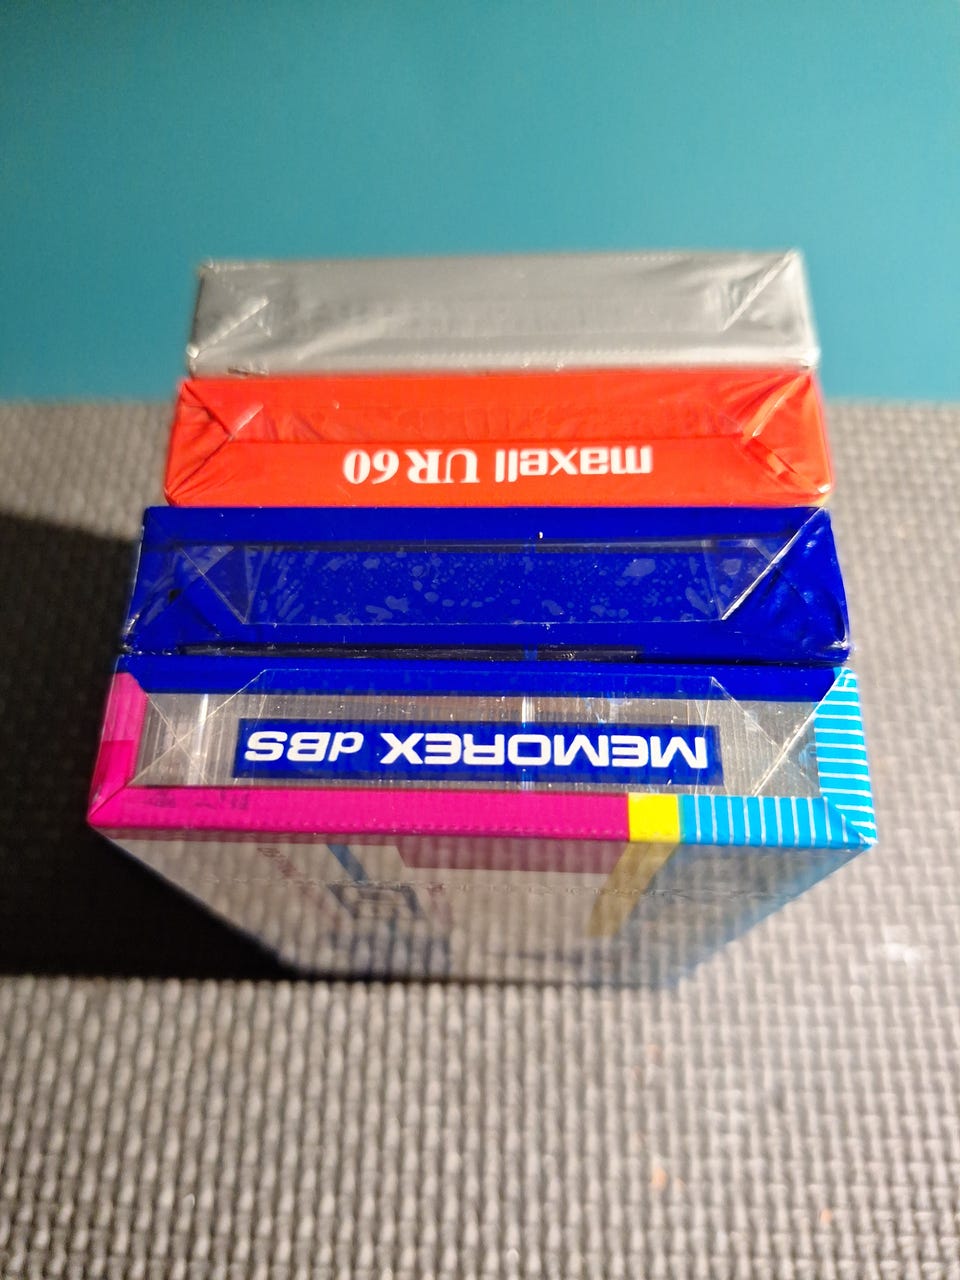 maxell UR 60
MEMOREX dBS